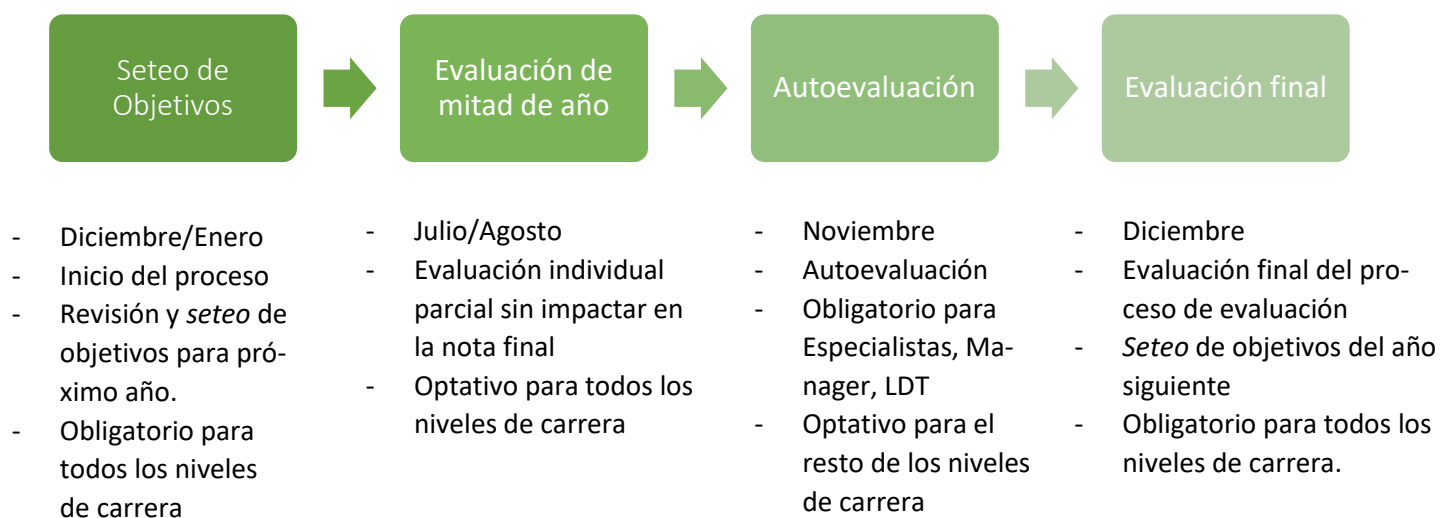 Seteo de
Objetivos
Evaluación de
mitad de año
Autoevaluación
Evaluación final
- Diciembre/Enero
- Inicio del proceso
- Revisión y seteo de
objetivos para pró-
ximo año.
- Obligatorio para
todos los niveles
de carrera
- Julio/Agosto
- Evaluación individual
parcial sin impactar en
la nota final
- Optativo para todos los
niveles de carrera
- Noviembre
- Autoevaluación
- Obligatorio para
Especialistas, Ma-
nager, LDT
- Optativo para el
resto de los niveles
de carrera
- Diciembre
- Evaluación final del pro-
ceso de evaluación
- Seteo de objetivos del año
siguiente
- Obligatorio para todos los
niveles de carrera.